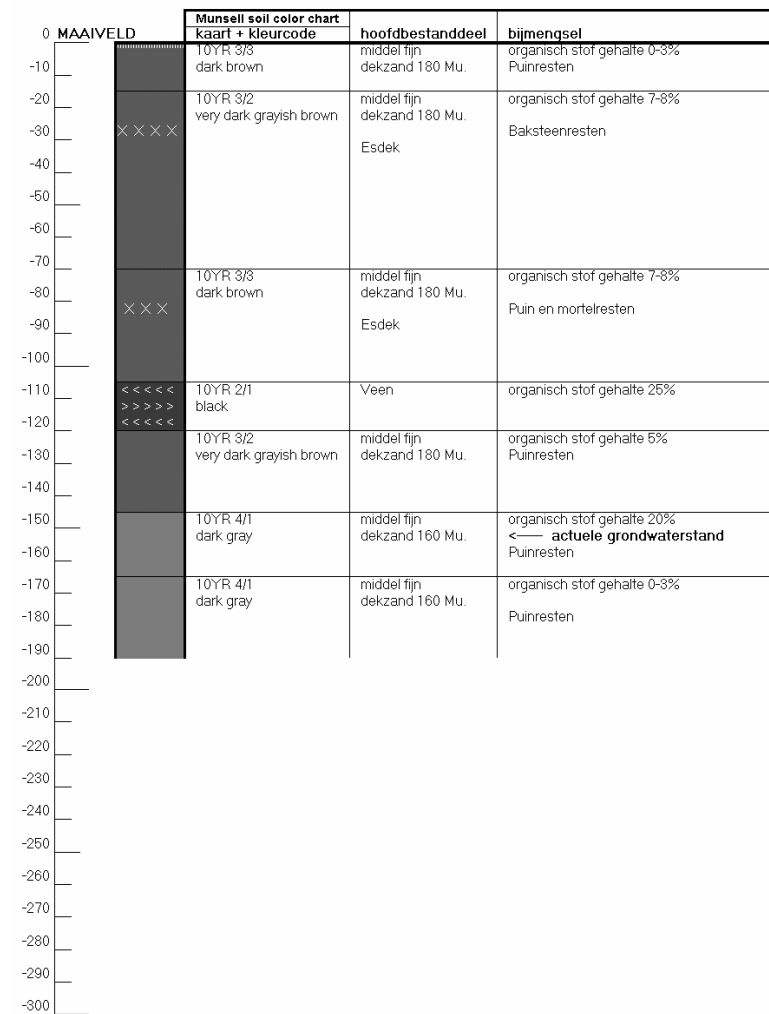 Munsell soil color chart
0 MAAIVELD kaart + kleurcode hoofdbestanddeel bijmengsel
10YR 3/3 middel fijn organisch stof gehalte 0-3%
-10 dark brown dekzand 180 Mu. Puinresten
-20 10YR 3/2 middel fijn organisch stof gehalte 7-8%
very dark grayish brown dekzand 180 Mu.
-30 X X X X Baksteenresten
Esdek
-40
-50
-60
-70
10YR 3/3 middel fijn organisch stof gehalte 7-8%
-80 dark brown dekzand 180 Mu.
X X X Puin en mortelresten
-90 Esdek
-100
-110 < < < < < 10YR 2/1 Veen organisch stof gehalte 25%
> > > > > black
-120 < < < < <
10YR 3/2 middel fijn organisch stof gehalte 5%
-130 very dark grayish brown dekzand 180 Mu. Puinresten
-140
-150 10YR 4/1 middel fijn organisch stof gehalte 20%
dark gray dekzand 160 Mu. <—— actuele grondwaterstand
-160 Puinresten
-170 10YR 4/1 middel fijn organisch stof gehalte 0-3%
dark gray dekzand 160 Mu.
-180 Puinresten
-190
-200
-210
-220
-230
-240
-250
-260
-270
-280
-290
-300